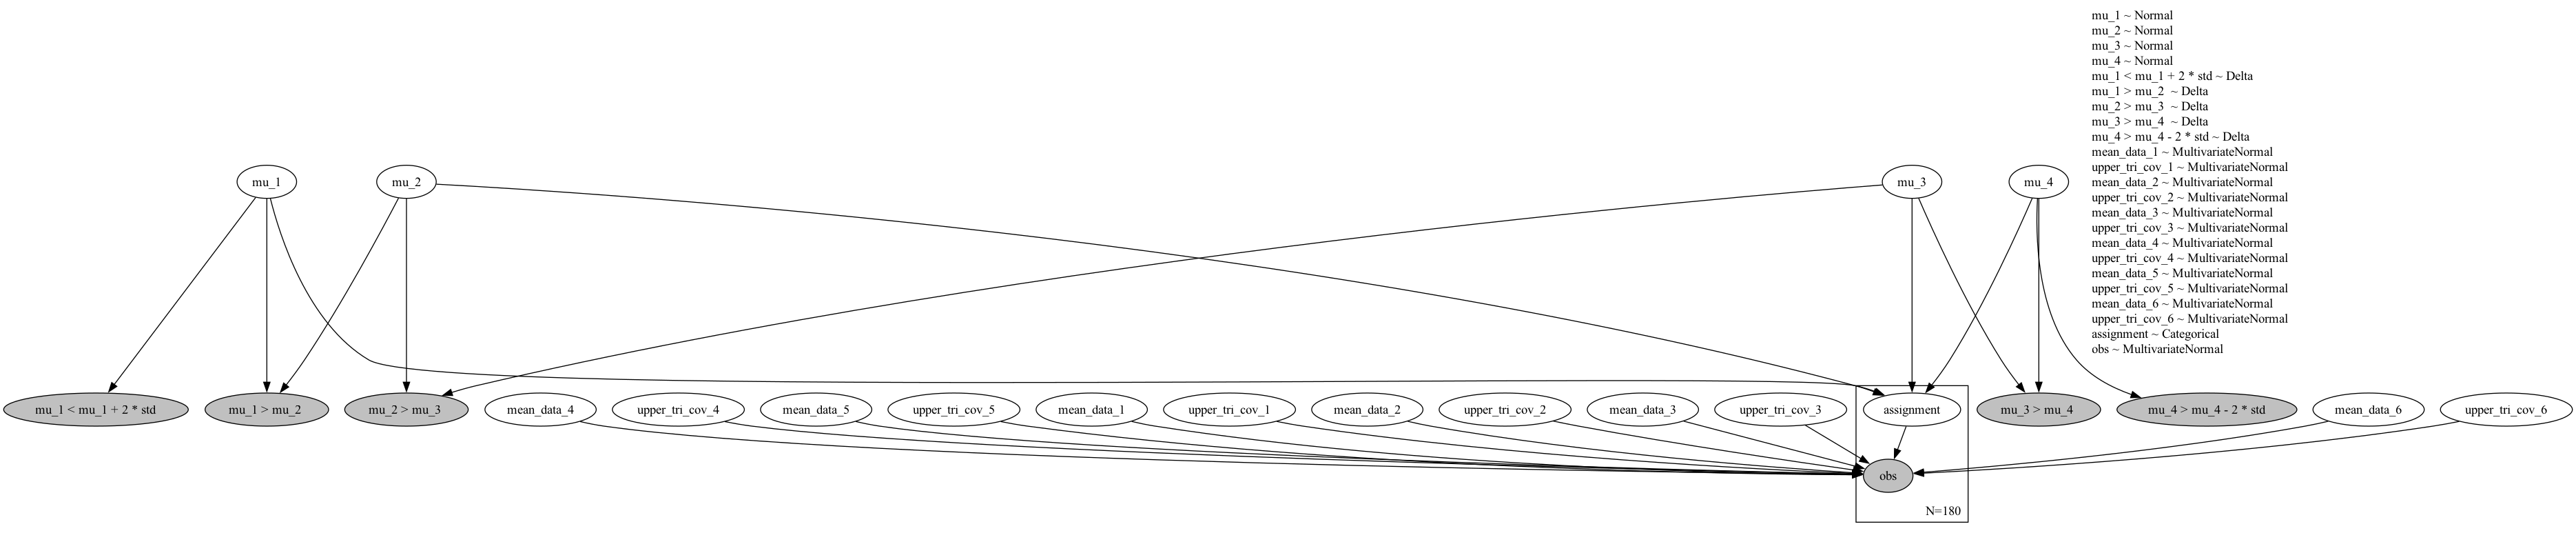 mu_1 ~ Normal
mu_2 ~ Normal
mu_3 ~ Normal
mu_4 ~ Normal
mu_1 < mu_1 + 2 * std ~ Delta
mu_1 > mu_2  ~ Delta
mu_2 > mu_3  ~ Delta
mu_3 > mu_4  ~ Delta
mu_4 > mu_4 - 2 * std ~ Delta
mean_data_1 ~ MultivariateNormal
upper_tri_cov_1 ~ MultivariateNormal
mean_data_2 ~ MultivariateNormal
upper_tri_cov_2 ~ MultivariateNormal
mean_data_3 ~ MultivariateNormal
upper_tri_cov_3 ~ MultivariateNormal
mean_data_4 ~ MultivariateNormal
upper_tri_cov_4 ~ MultivariateNormal
mean_data_5 ~ MultivariateNormal
upper_tri_cov_5 ~ MultivariateNormal
mean_data_6 ~ MultivariateNormal
upper_tri_cov_6 ~ MultivariateNormal
assignment ~ Categorical
obs ~ MultivariateNormal
mu_1
mu_2
mu_3
mu_4
mu_1 < mu_1 + 2 * std
mu_1 > mu_2
mu_2 > mu_3
mean_data_4
upper_tri_cov_4
mean_data_5
upper_tri_cov_5
mean_data_1
upper_tri_cov_1
mean_data_2
upper_tri_cov_2
mean_data_3
upper_tri_cov_3
assignment
mu_3 > mu_4
mu_4 > mu_4 - 2 * std
mean_data_6
upper_tri_cov_6
obs
N=180